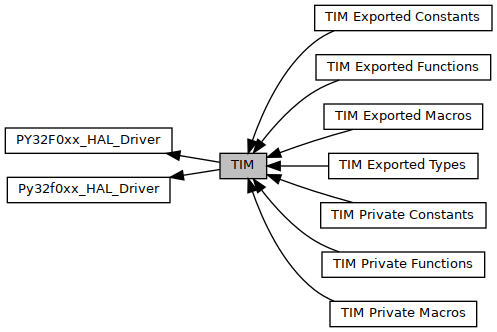 PY32F0xx_HAL_Driver
Py32f0xx_HAL_Driver
TIM
TIM Exported Constants
TIM Exported Functions
TIM Exported Macros
TIM Exported Types
TIM Private Constants
TIM Private Functions
TIM Private Macros